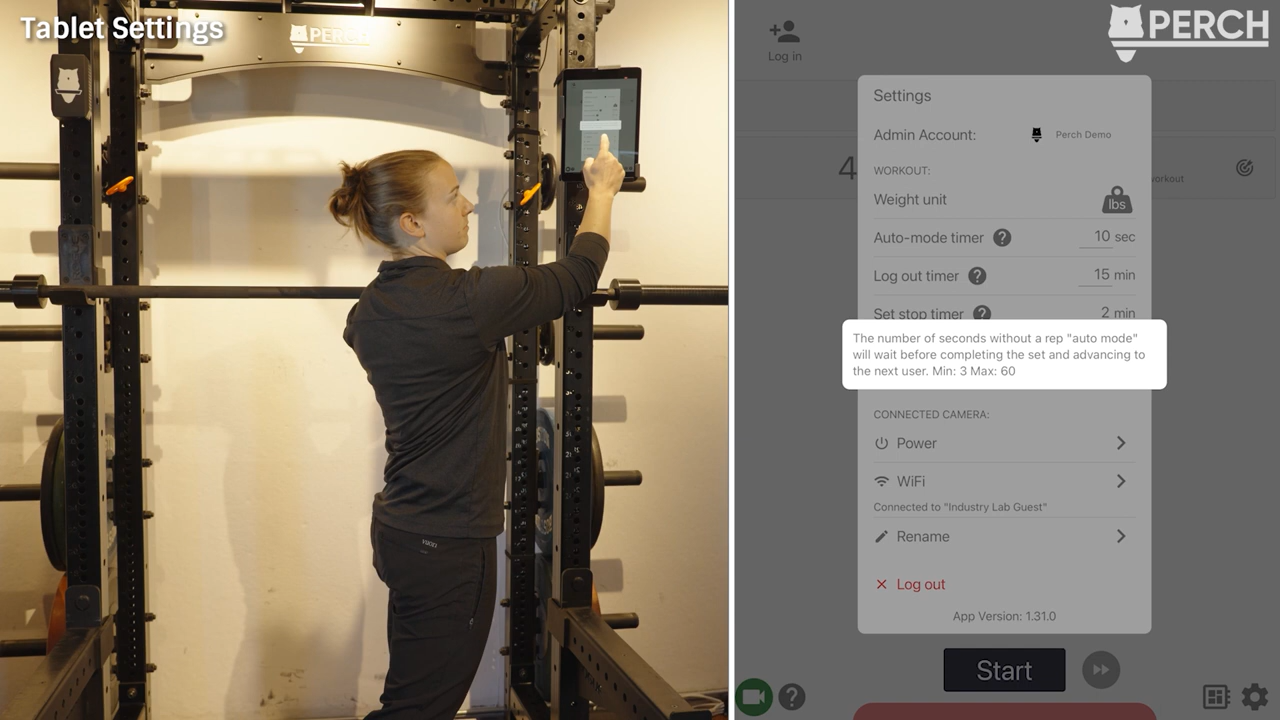 Tablet Settings
PERCH
PERCH
Log in
Settings
Admin Account:
Perch Demo
WORKOUT:
4
workout
Weight unit
lbs
Auto-mode timer ?
10 sec
Log out timer ?
15 min
Set stop timer ?
2 min
The number of seconds without a rep "auto mode"
will wait before completing the set and advancing to
the next user. Min: 3 Max: 60
CONNECTED CAMERA:
Power
WiFi
Connected to "Industry Lab Guest"
Rename
Log out
App Version: 1.31.0
Start
?